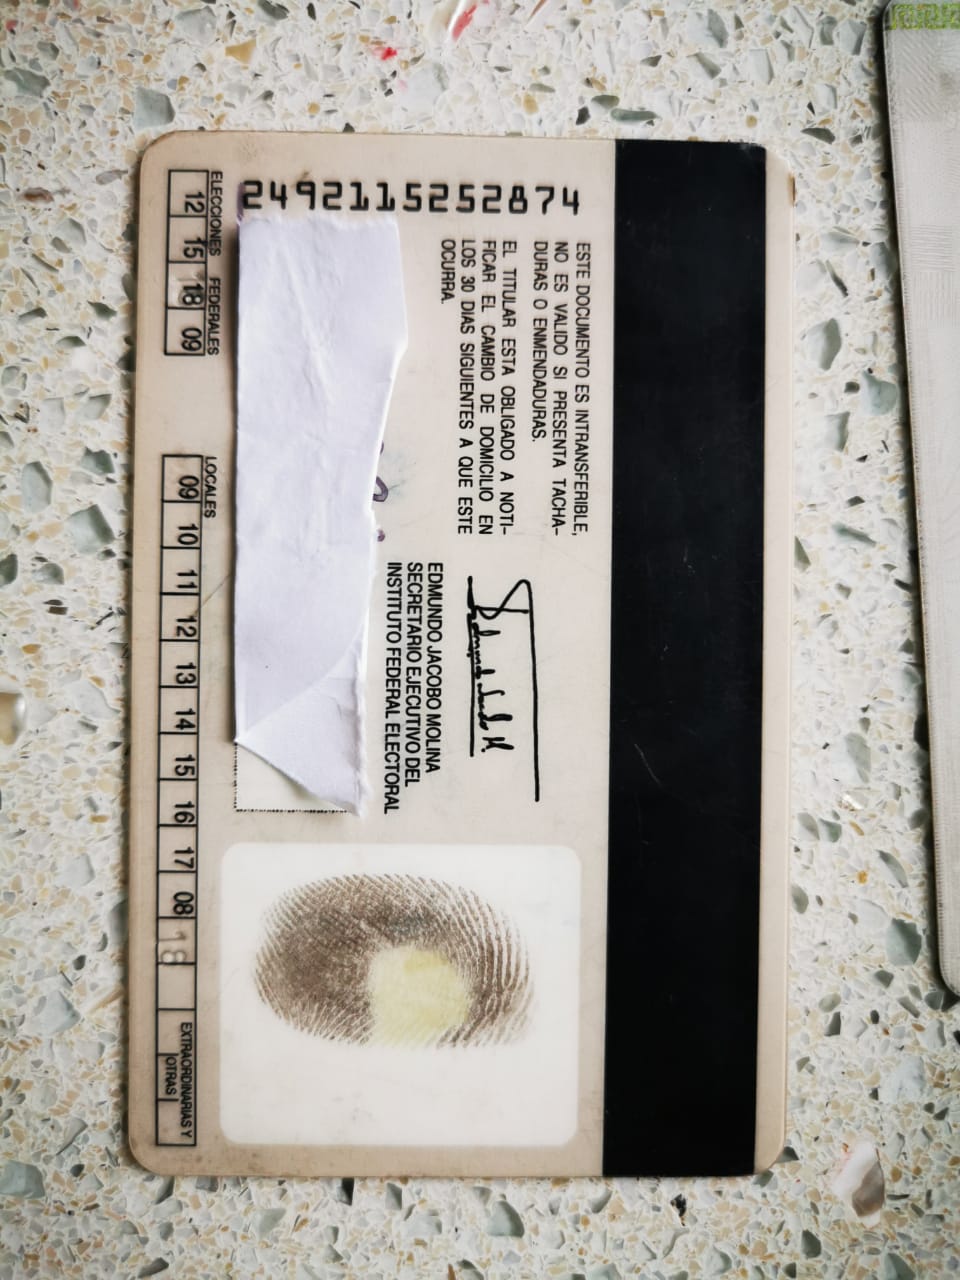 2492115252874
ESTE DOCUMENTO ES INTRANSFERIBLE,
NO ES VALIDO SI PRESENTA TACHA-
DURAS O ENMENDADURAS.
EL TITULAR ESTA OBLIGADO A NOTI-
FICAR EL CAMBIO DE DOMICILIO EN
LOS 30 DIAS SIGUIENTES A QUE ESTE
OCURRA.
Edmundo Jacobo M.
EDMUNDO JACOBO MOLINA
SECRETARIO EJECUTIVO DEL
INSTITUTO FEDERAL ELECTORAL
ELECCIONES FEDERALES
12 15 18 09
LOCALES
09 10 11 12 13 14 15 16 17 08 18
EXTRAORDINARIAS Y
OTRAS